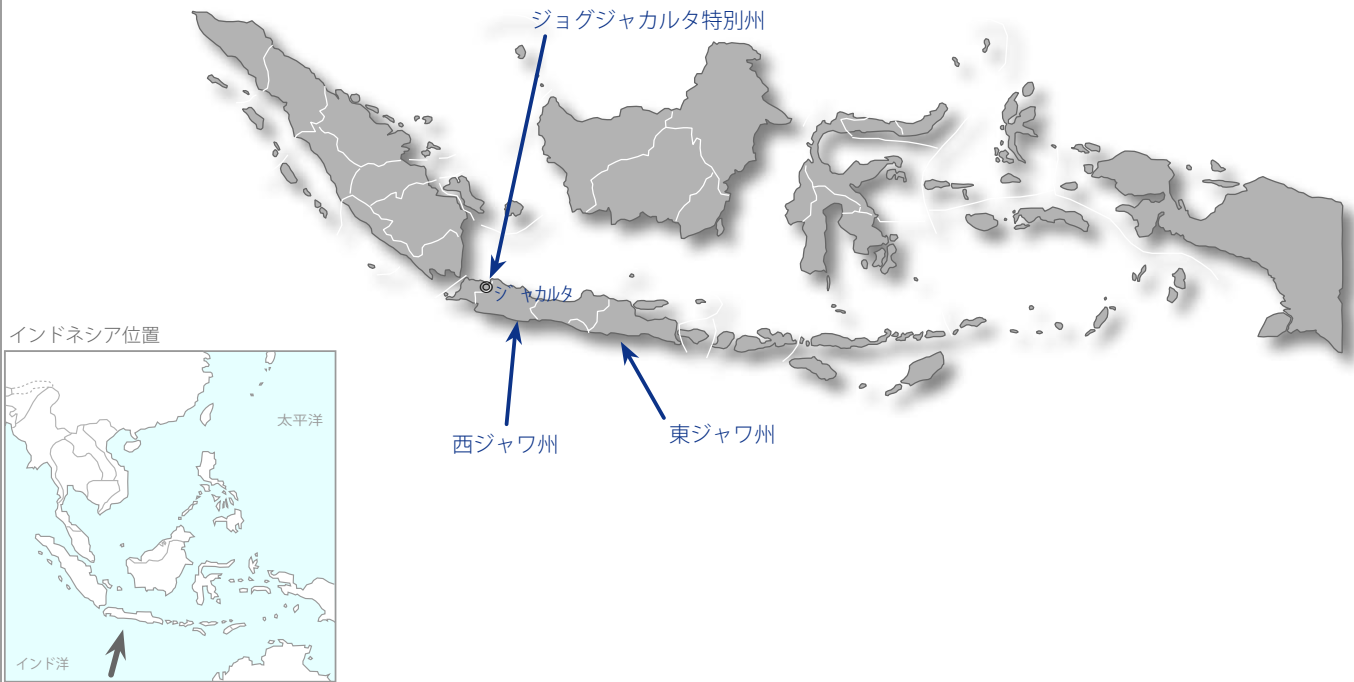 ジョグジャカルタ特別州
ジャカルタ
インドネシア位置
太平洋
西ジャワ州
東ジャワ州
インド洋